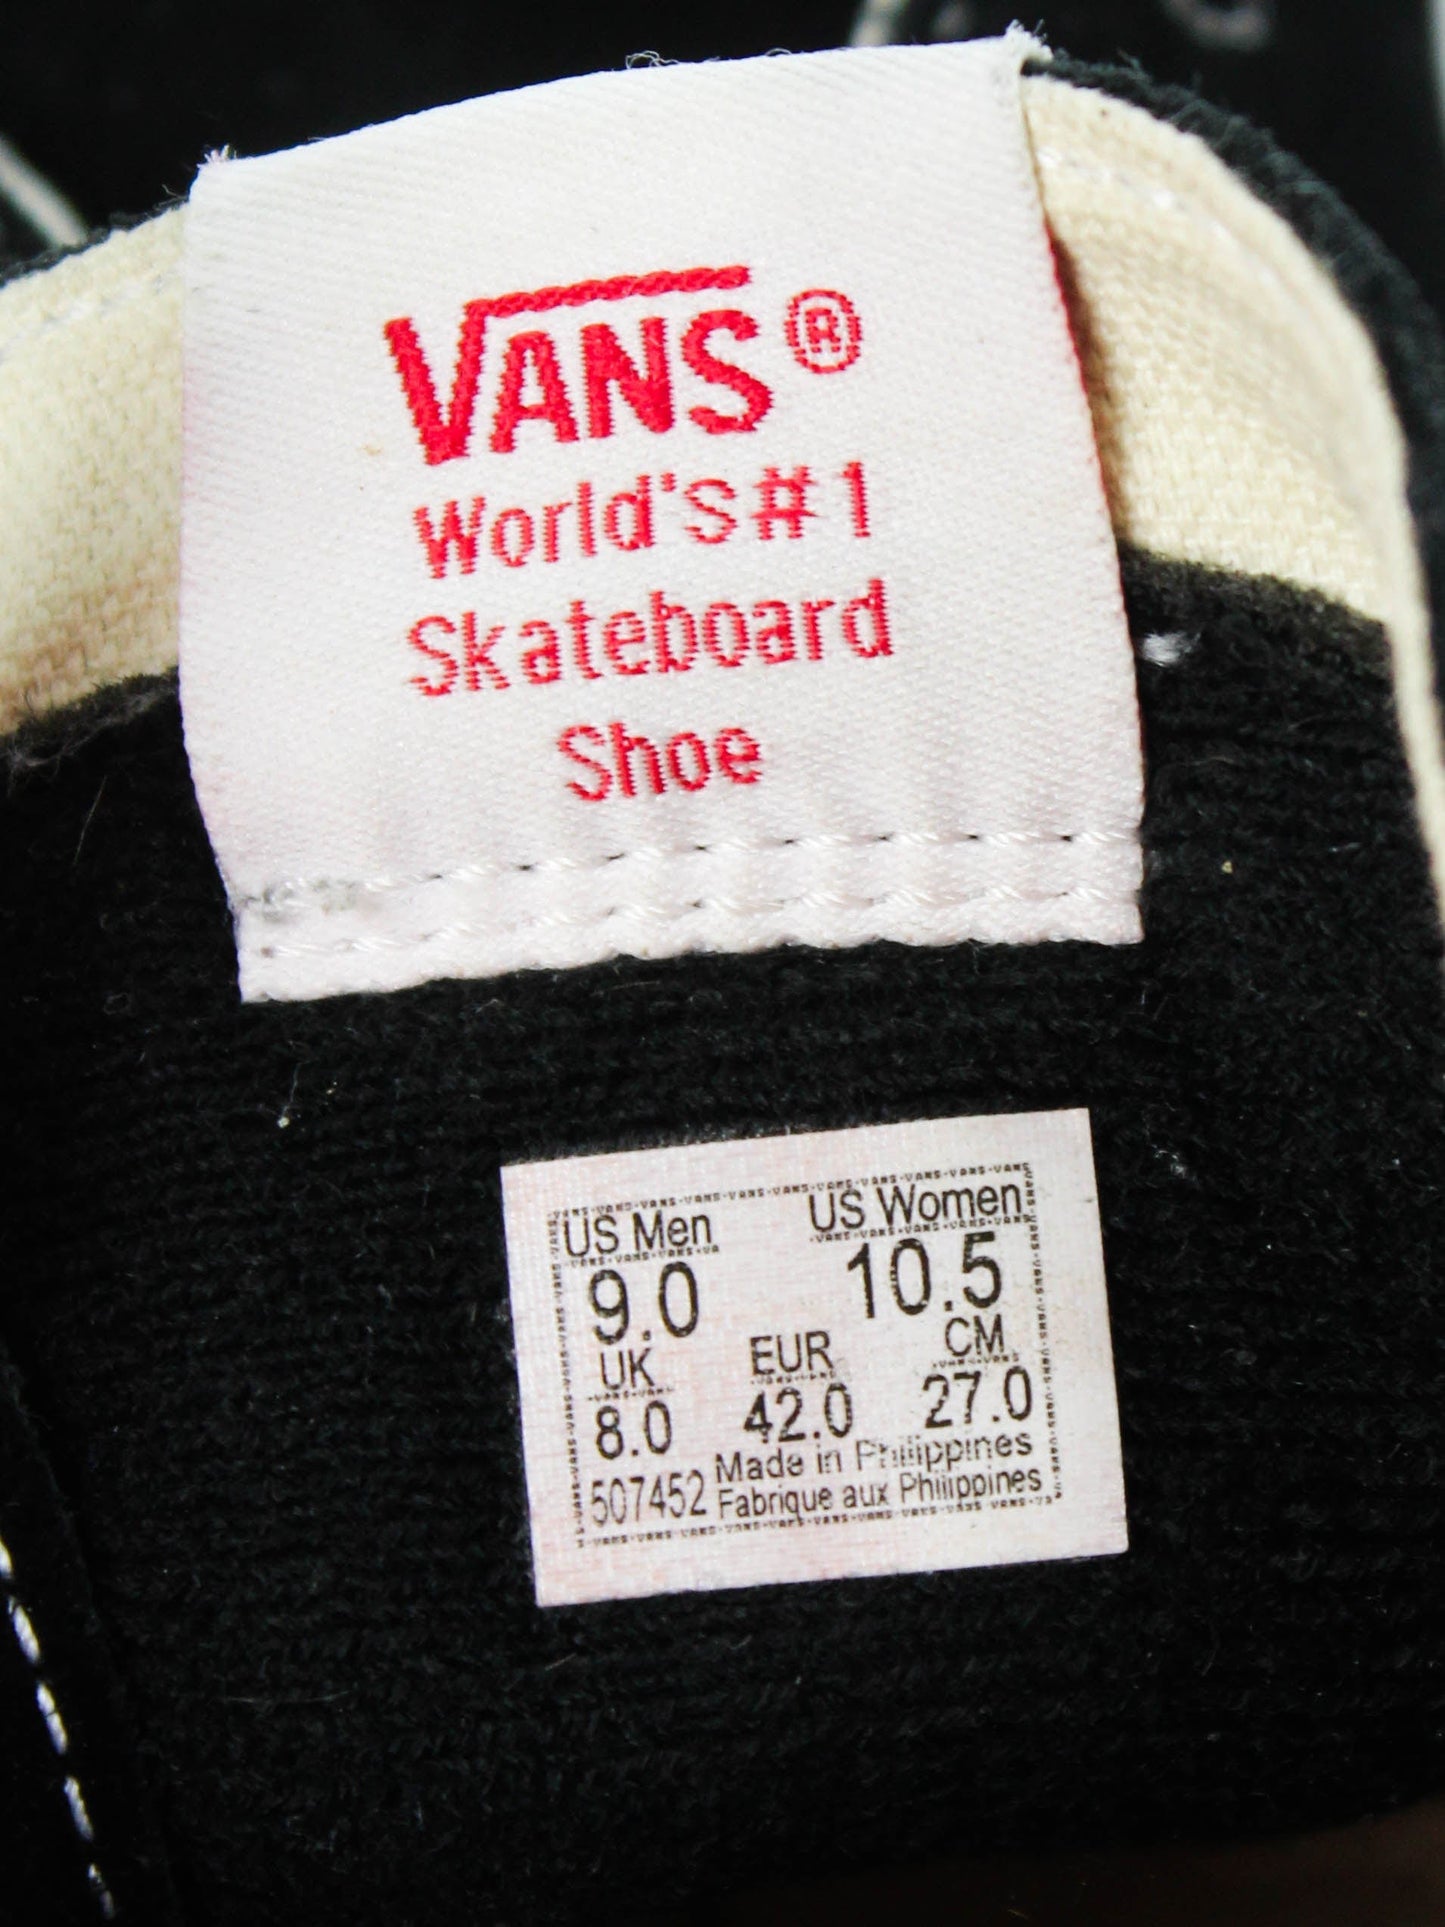 VANS®
World's #1
Skateboard
Shoe
US Men US Women
9.0 10.5
UK EUR CM
8.0 42.0 27.0
507452 Made in Philippines
Fabrique aux Philippines